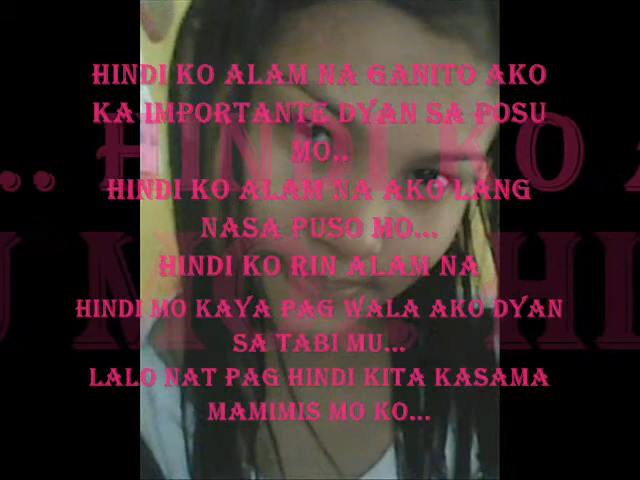 HINDI KO ALAM NA GANITO AKO
KA IMPORTANTE DYAN SA POSU
MO..
HINDI KO ALAM NA AKO LANG
NASA PUSO MO...
HINDI KO RIN ALAM NA
HINDI MO KAYA PAG WALA AKO DYAN
SA TABI MU...
LALO NAT PAG HINDI KITA KASAMA
MAMIMIS MO KO...